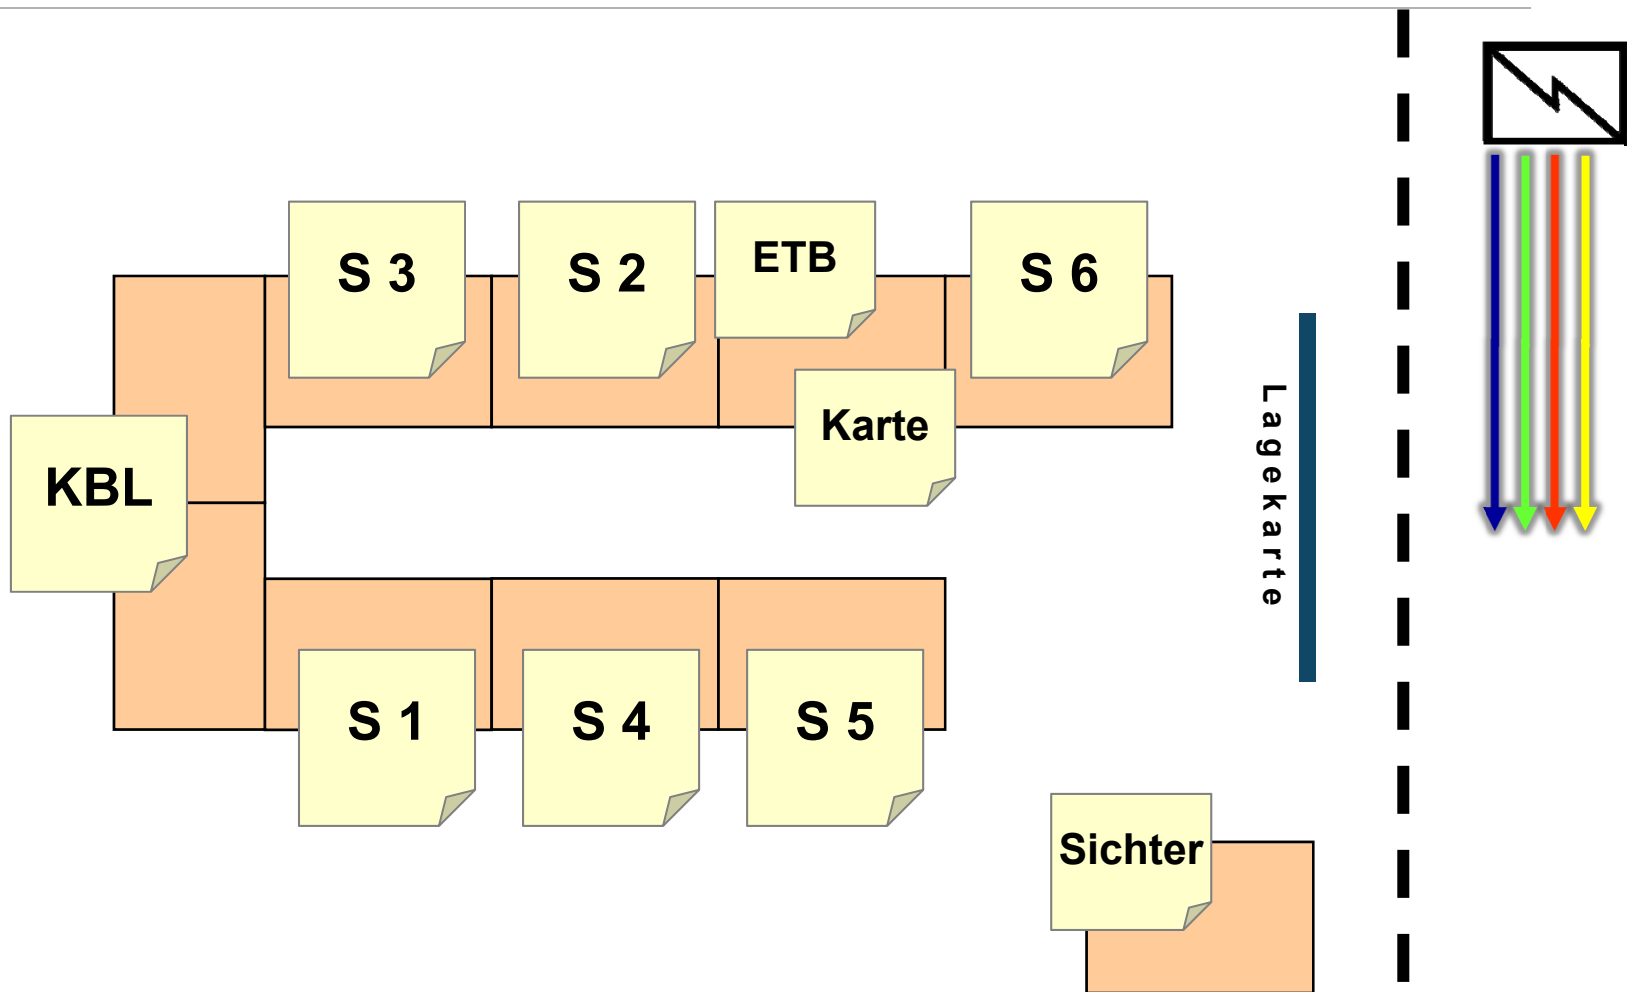 S 3
S 2
ETB
S 6
Karte
KBL
Lagekarte
S 1
S 4
S 5
Sichter